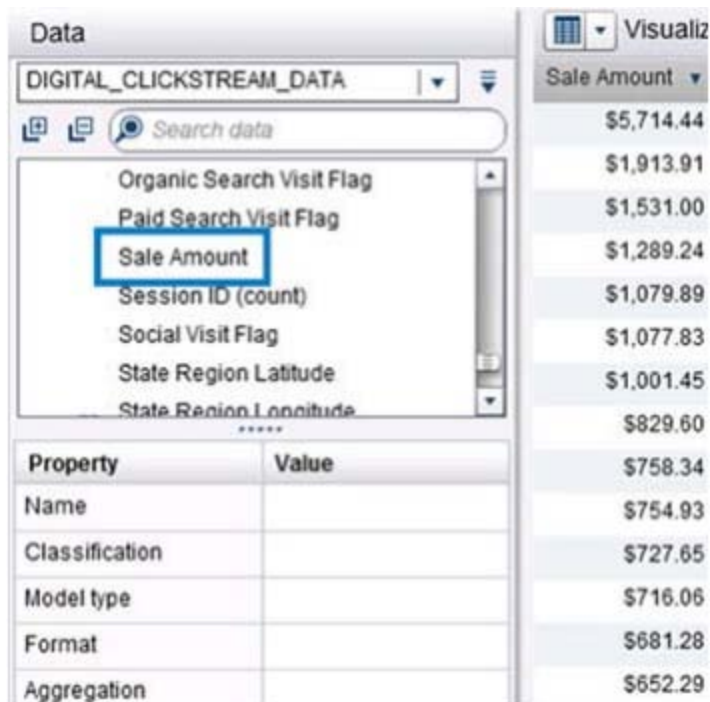 Data
DIGITAL_CLICKSTREAM_DATA
Search data
Organic Search Visit Flag
Paid Search Visit Flag
Sale Amount
Session ID (count)
Social Visit Flag
State Region Latitude
State Region Longitude
Property Value
Name
Classification
Model type
Format
Aggregation
Visualiz
Sale Amount
$5,714.44
$1,913.91
$1,531.00
$1,289.24
$1,079.89
$1,077.83
$1,001.45
$829.60
$758.34
$754.93
$727.65
$716.06
$681.28
$652.29